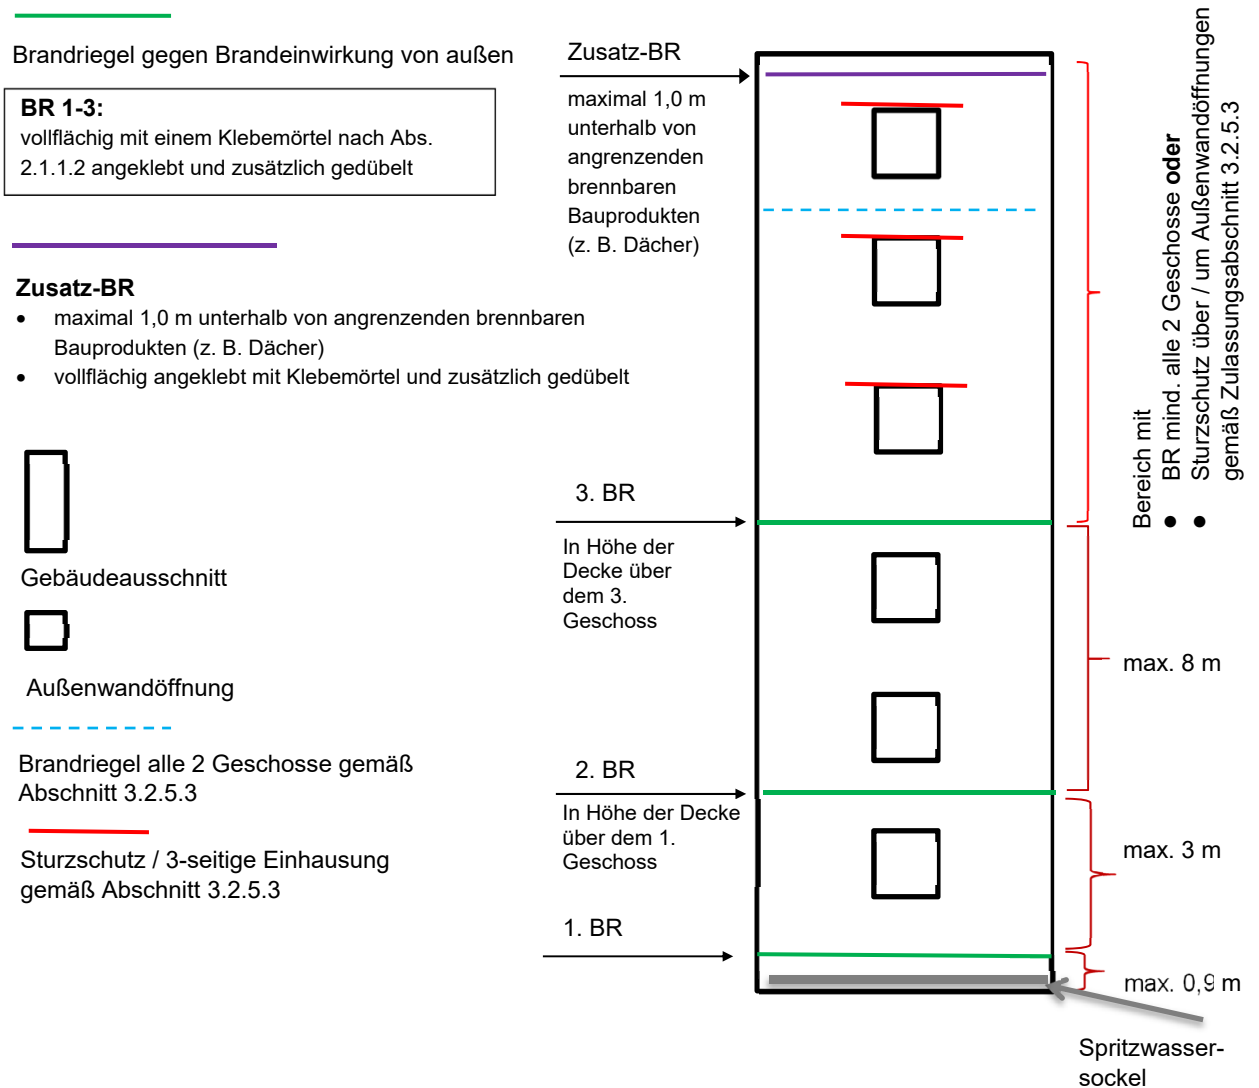 Brandriegel gegen Brandeinwirkung von außen
BR 1-3:
vollflächig mit einem Klebemörtel nach Abs.
2.1.1.2 angeklebt und zusätzlich gedübelt
Zusatz-BR
• maximal 1,0 m unterhalb von angrenzenden brennbaren
Bauprodukten (z. B. Dächer)
• vollflächig angeklebt mit Klebemörtel und zusätzlich gedübelt
Gebäudeausschnitt
Außenwandöffnung
Brandriegel alle 2 Geschosse gemäß
Abschnitt 3.2.5.3
Sturzschutz / 3-seitige Einhausung
gemäß Abschnitt 3.2.5.3
Zusatz-BR
maximal 1,0 m
unterhalb von
angrenzenden
brennbaren
Bauprodukten
(z. B. Dächer)
3. BR
In Höhe der
Decke über
dem 3.
Geschoss
2. BR
In Höhe der Decke
über dem 1.
Geschoss
1. BR
Bereich mit
• BR mind. alle 2 Geschosse oder
• Sturzschutz über / um Außenwandöffnungen
gemäß Zulassungsabschnitt 3.2.5.3
max. 8 m
max. 3 m
max. 0,9 m
Spritzwasser-
sockel